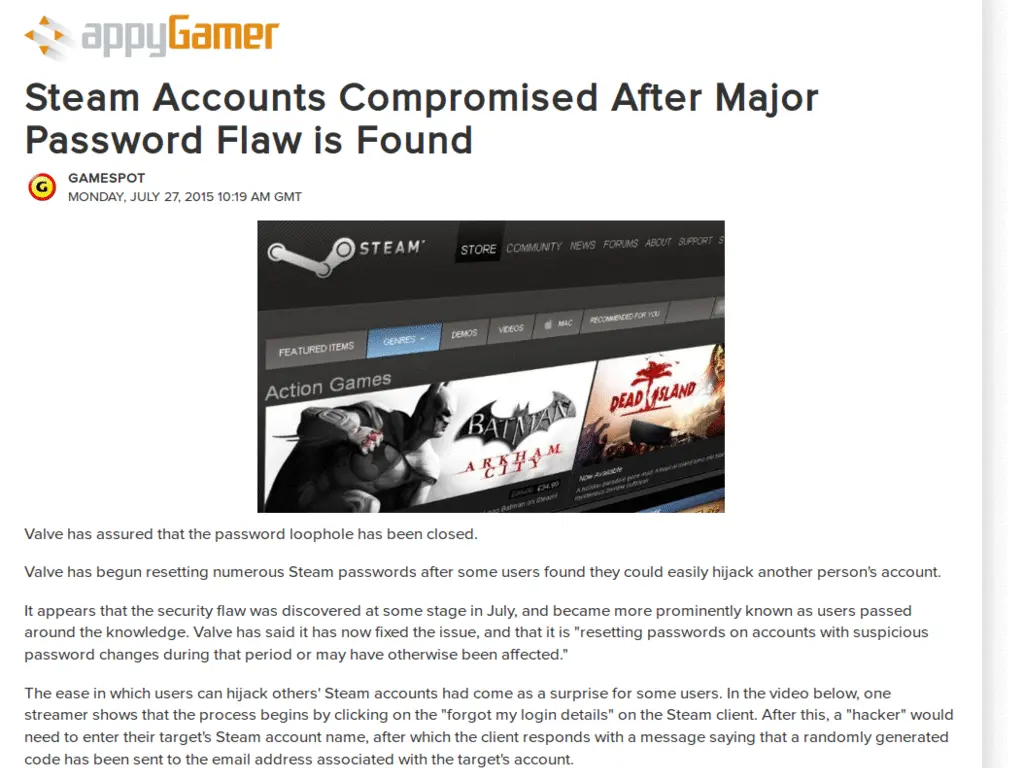 appyGamer
Steam Accounts Compromised After Major
Password Flaw is Found
G
GAMESPOT
MONDAY, JULY 27, 2015 10:19 AM GMT
STEAM
STORE COMMUNITY NEWS FORUMS ABOUT SUPPORT S
FEATURED ITEMS GENRES DEMOS VIDEOS MAC RECOMMENDED FOR YOU
Action Games
BATMAN
ARKHAM
CITY
DEAD ISLAND
Now Available
£34.99
Valve has assured that the password loophole has been closed.
Valve has begun resetting numerous Steam passwords after some users found they could easily hijack another person's account.
It appears that the security flaw was discovered at some stage in July, and became more prominently known as users passed
around the knowledge. Valve has said it has now fixed the issue, and that it is "resetting passwords on accounts with suspicious
password changes during that period or may have otherwise been affected."
The ease in which users can hijack others' Steam accounts had come as a surprise for some users. In the video below, one
streamer shows that the process begins by clicking on the "forgot my login details" on the Steam client. After this, a "hacker" would
need to enter their target's Steam account name, after which the client responds with a message saying that a randomly generated
code has been sent to the email address associated with the target's account.